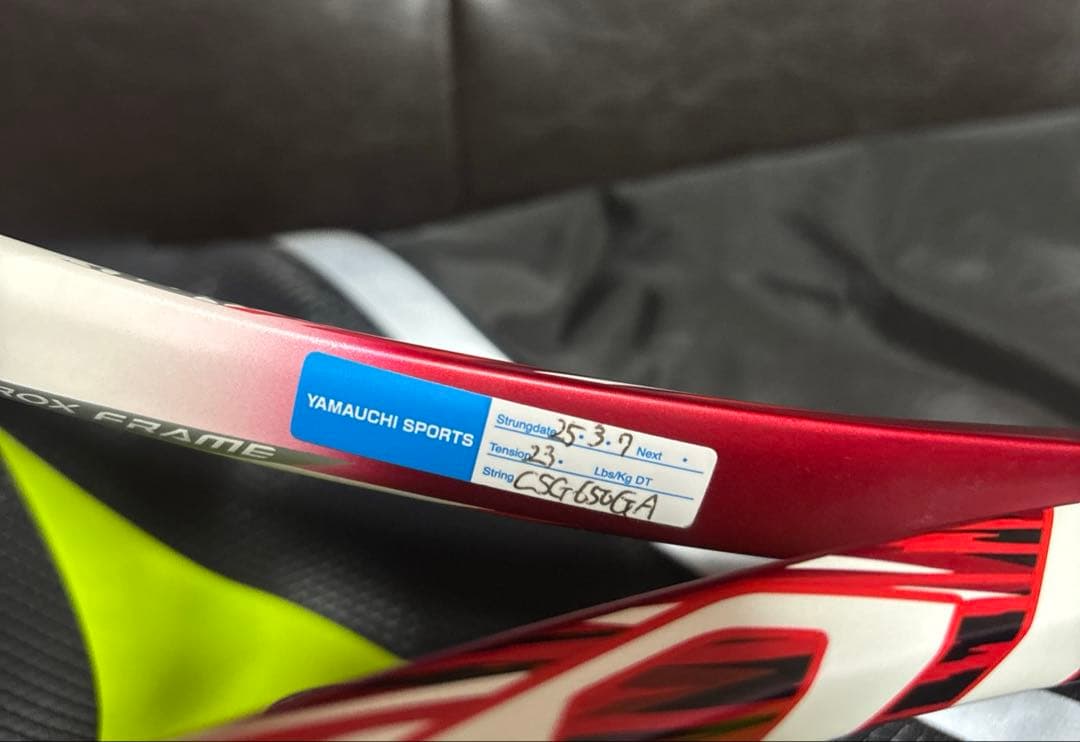 YAMAUCHI SPORTS
Strungdate 25.3.7 Next .
Tension 23. Lbs/Kg DT
String CSG650GA
ROX FRAME